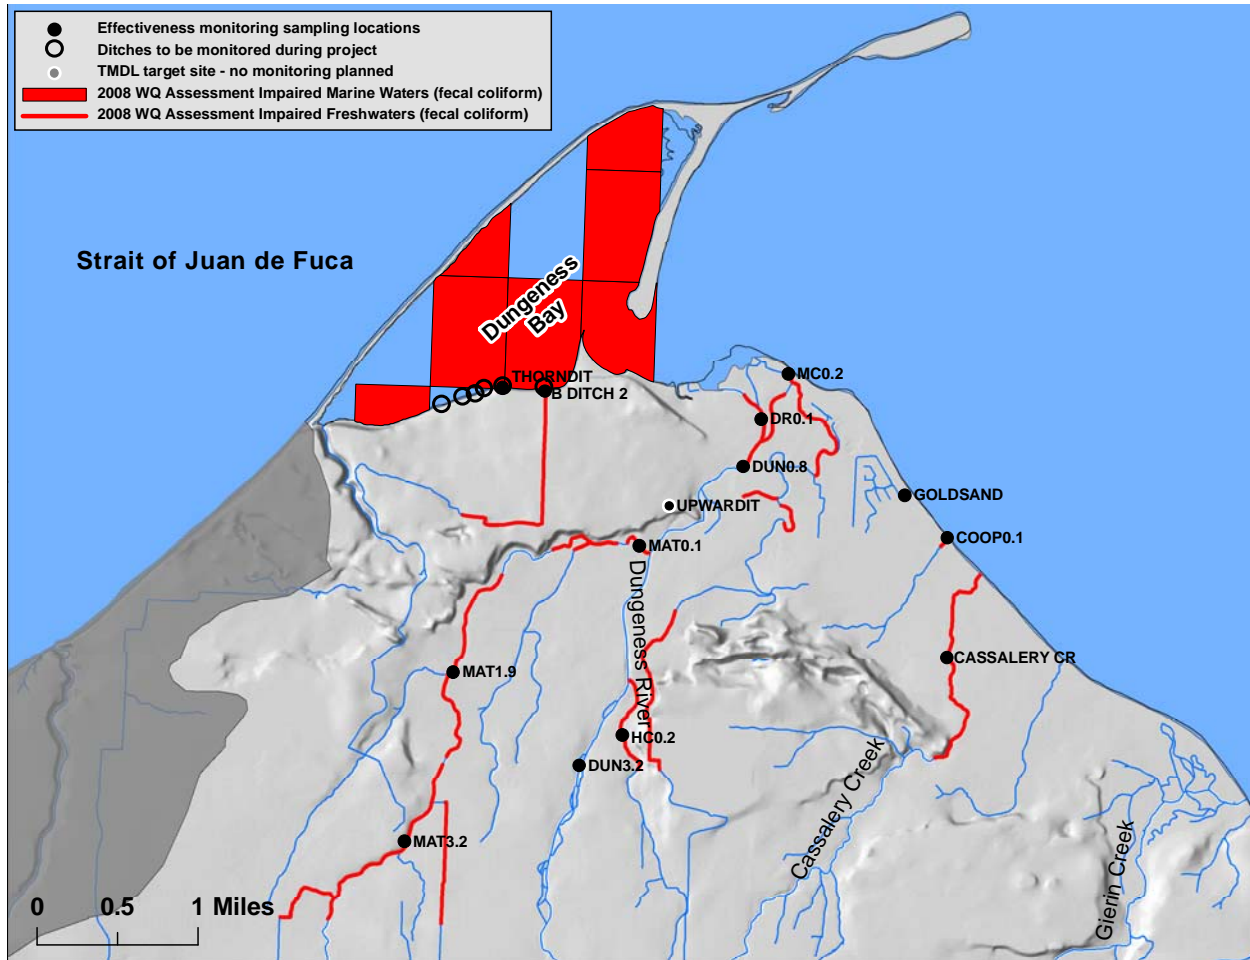 Effectiveness monitoring sampling locations
Ditches to be monitored during project
TMDL target site - no monitoring planned
2008 WQ Assessment Impaired Marine Waters (fecal coliform)
2008 WQ Assessment Impaired Freshwaters (fecal coliform)
Strait of Juan de Fuca
Dungeness
Bay
THORNDIT
B DITCH 2
MC0.2
DR0.1
DUN0.8
GOLDSAND
UPWARDIT
COOP0.1
MAT0.1
Dungeness River
CASSALERY CR
MAT1.9
HC0.2
DUN3.2
Cassalery Creek
MAT3.2
Gierin Creek
0 0.5 1 Miles